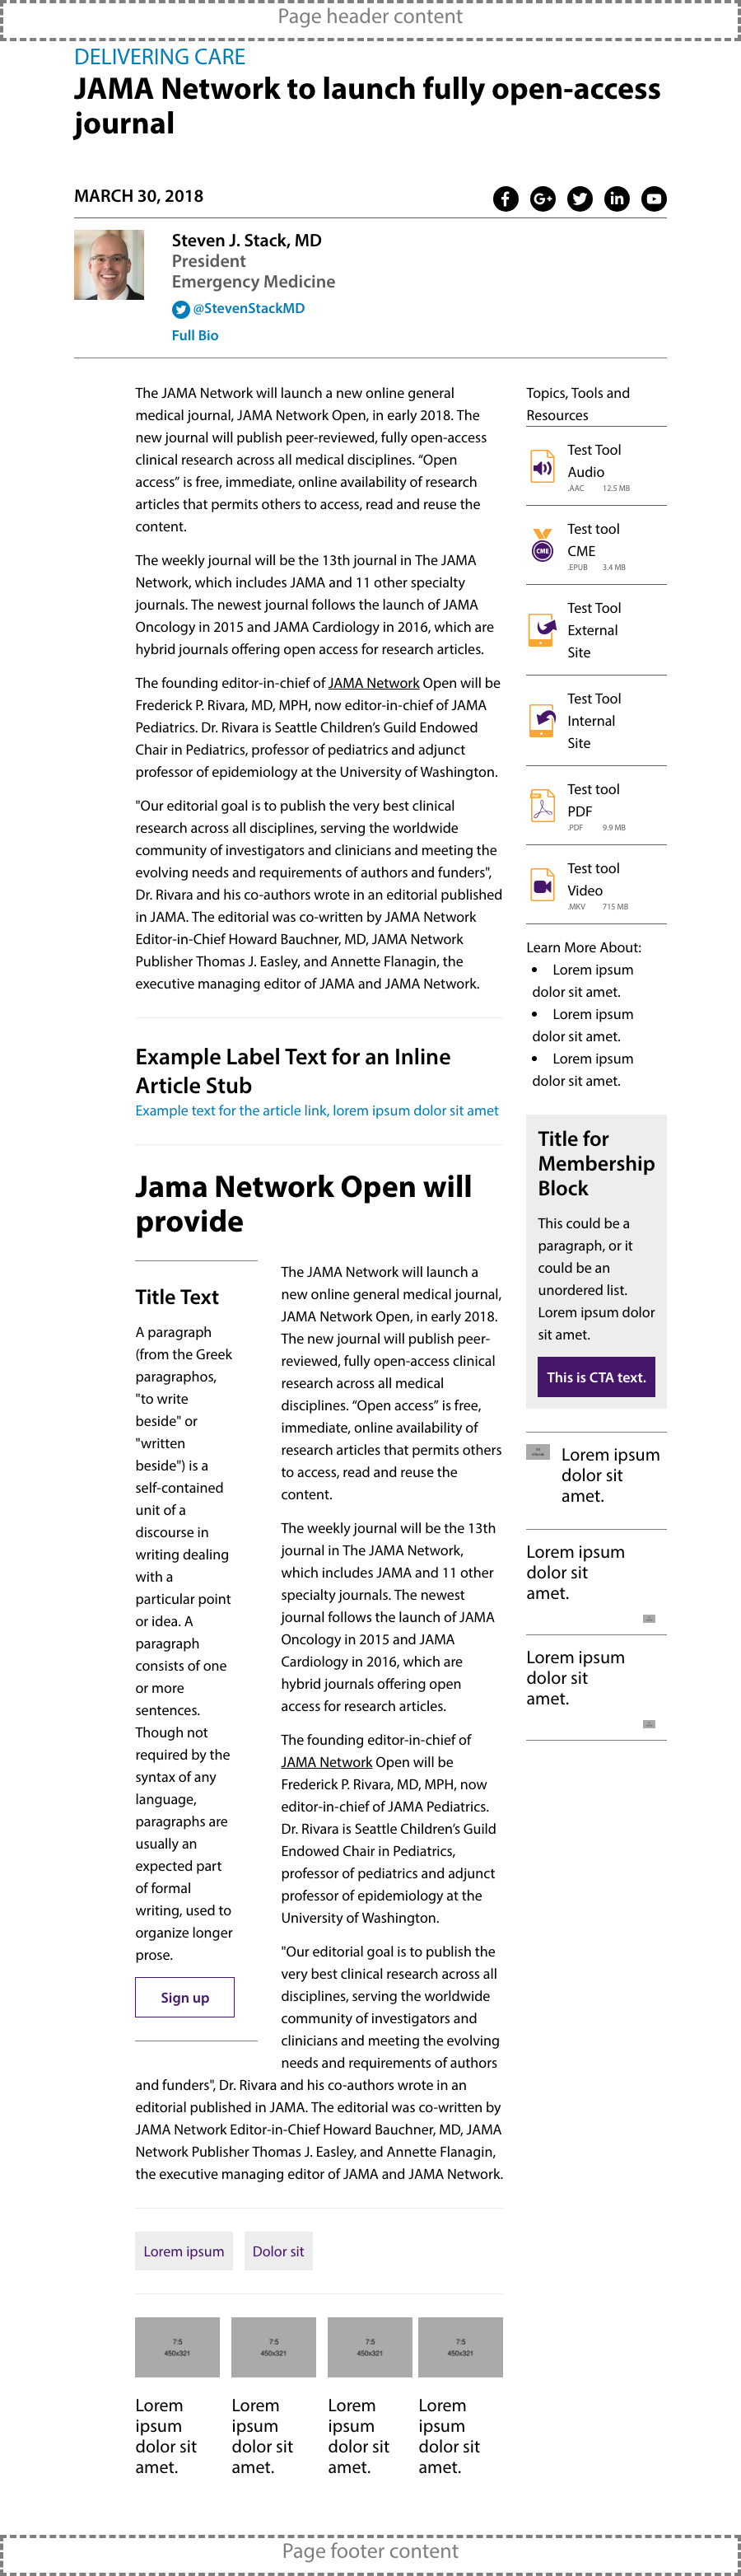 Page header content
DELIVERING CARE
JAMA Network to launch fully open-access
journal
MARCH 30, 2018
Steven J. Stack, MD
President
Emergency Medicine
@StevenStackMD
Full Bio
The JAMA Network will launch a new online general
medical journal, JAMA Network Open, in early 2018. The
new journal will publish peer-reviewed, fully open-access
clinical research across all medical disciplines. “Open
access” is free, immediate, online availability of research
articles that permits others to access, read and reuse the
content.
The weekly journal will be the 13th journal in The JAMA
Network, which includes JAMA and 11 other specialty
journals. The newest journal follows the launch of JAMA
Oncology in 2015 and JAMA Cardiology in 2016, which are
hybrid journals offering open access for research articles.
The founding editor-in-chief of JAMA Network Open will be
Frederick P. Rivara, MD, MPH, now editor-in-chief of JAMA
Pediatrics. Dr. Rivara is Seattle Children’s Guild Endowed
Chair in Pediatrics, professor of pediatrics and adjunct
professor of epidemiology at the University of Washington.
"Our editorial goal is to publish the very best clinical
research across all disciplines, serving the worldwide
community of investigators and clinicians and meeting the
evolving needs and requirements of authors and funders",
Dr. Rivara and his co-authors wrote in an editorial published
in JAMA. The editorial was co-written by JAMA Network
Editor-in-Chief Howard Bauchner, MD, JAMA Network
Publisher Thomas J. Easley, and Annette Flanagin, the
executive managing editor of JAMA and JAMA Network.
Example Label Text for an Inline
Article Stub
Example text for the article link, lorem ipsum dolor sit amet
Jama Network Open will
provide
Title Text
A paragraph
(from the Greek
paragraphos,
"to write
beside" or
"written
beside") is a
self-contained
unit of a
discourse in
writing dealing
with a
particular point
or idea. A
paragraph
consists of one
or more
sentences.
Though not
required by the
syntax of any
language,
paragraphs are
usually an
expected part
of formal
writing, used to
organize longer
prose.
Sign up
The JAMA Network will launch a
new online general medical journal,
JAMA Network Open, in early 2018.
The new journal will publish peer-
reviewed, fully open-access clinical
research across all medical
disciplines. “Open access” is free,
immediate, online availability of
research articles that permits others
to access, read and reuse the
content.
The weekly journal will be the 13th
journal in The JAMA Network,
which includes JAMA and 11 other
specialty journals. The newest
journal follows the launch of JAMA
Oncology in 2015 and JAMA
Cardiology in 2016, which are
hybrid journals offering open
access for research articles.
The founding editor-in-chief of
JAMA Network Open will be
Frederick P. Rivara, MD, MPH, now
editor-in-chief of JAMA Pediatrics.
Dr. Rivara is Seattle Children’s Guild
Endowed Chair in Pediatrics,
professor of pediatrics and adjunct
professor of epidemiology at the
University of Washington.
"Our editorial goal is to publish the
very best clinical research across all
disciplines, serving the worldwide
community of investigators and
clinicians and meeting the evolving
needs and requirements of authors
and funders", Dr. Rivara and his co-authors wrote in an
editorial published in JAMA. The editorial was co-written by
JAMA Network Editor-in-Chief Howard Bauchner, MD, JAMA
Network Publisher Thomas J. Easley, and Annette Flanagin,
the executive managing editor of JAMA and JAMA Network.
Lorem ipsum
Dolor sit
7:5
450x321
Lorem
ipsum
dolor sit
amet.
7:5
450x321
Lorem
ipsum
dolor sit
amet.
7:5
450x321
Lorem
ipsum
dolor sit
amet.
7:5
450x321
Lorem
ipsum
dolor sit
amet.
Topics, Tools and
Resources
Test Tool
Audio
.AAC 12.5 MB
Test tool
CME
.EPUB 3.4 MB
CME
Test Tool
External
Site
Test Tool
Internal
Site
Test tool
PDF
.PDF 9.9 MB
Test tool
Video
.MKV 715 MB
Learn More About:
• Lorem ipsum
dolor sit amet.
• Lorem ipsum
dolor sit amet.
• Lorem ipsum
dolor sit amet.
Title for
Membership
Block
This could be a
paragraph, or it
could be an
unordered list.
Lorem ipsum dolor
sit amet.
This is CTA text.
Lorem ipsum
dolor sit
amet.
Lorem ipsum
dolor sit
amet.
Lorem ipsum
dolor sit
amet.
Page footer content